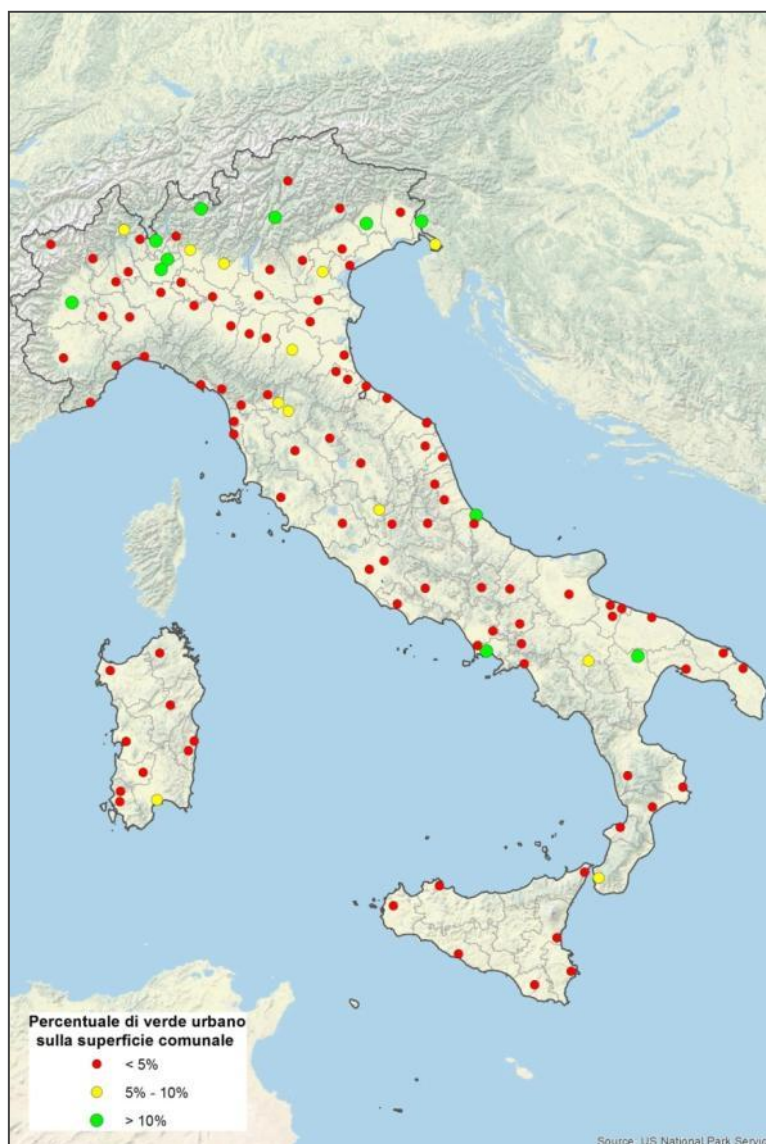 Percentuale di verde urbano
sulla superficie comunale
< 5%
5% - 10%
> 10%
Source: US National Park Servic